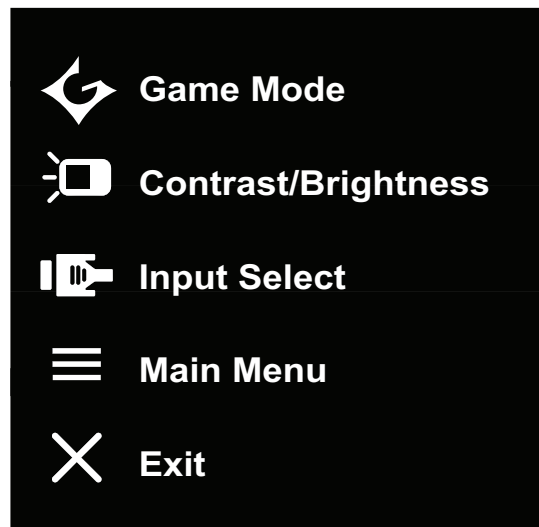 Game Mode
Contrast/Brightness
Input Select
Main Menu
Exit